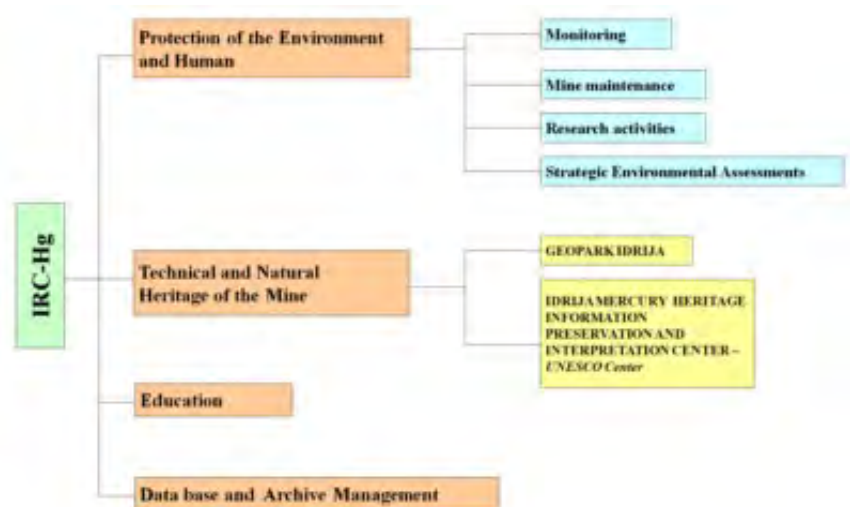 IRC-Hg
Protection of the Environment
and Human
Monitoring
Mine maintenance
Research activities
Strategic Environmental Assessments
Technical and Natural
Heritage of the Mine
GEOPARK IDRIJA
IDRIJA MERCURY HERITAGE
INFORMATION
PRESERVATION AND
INTERPRETATION CENTER –
UNESCO Center
Education
Data base and Archive Management